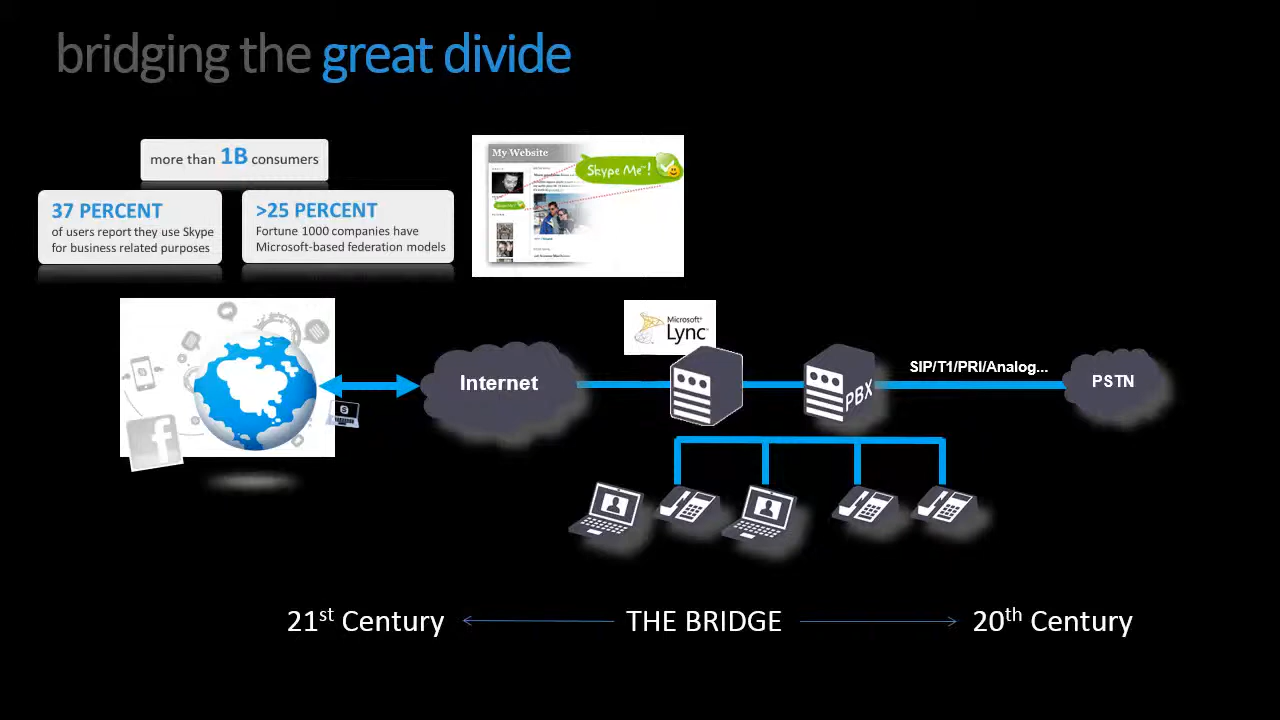 bridging the great divide
more than 1B consumers
37 PERCENT
of users report they use Skype
for business related purposes
>25 PERCENT
Fortune 1000 companies have
Microsoft-based federation models
My Website
Skype Me™!
Microsoft®
Lync™
Internet
PBX
SIP/T1/PRI/Analog...
PSTN
21st Century
THE BRIDGE
20th Century